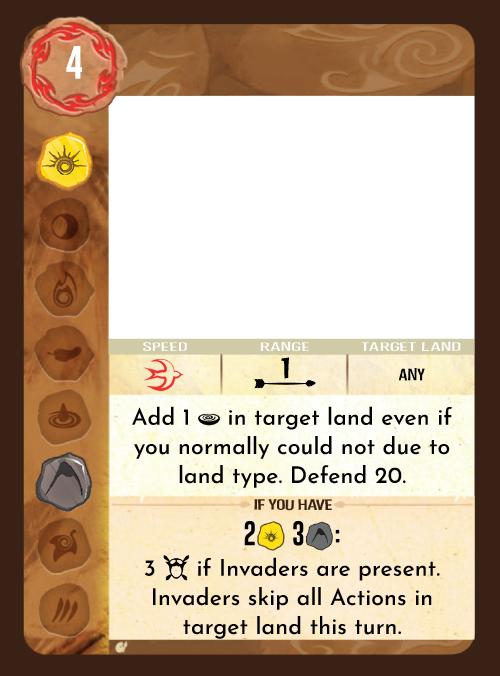 4
SPEED RANGE TARGET LAND
1 ANY
Add 1 in target land even if
you normally could not due to
land type. Defend 20.
IF YOU HAVE
2 3 :
3 if Invaders are present.
Invaders skip all Actions in
target land this turn.